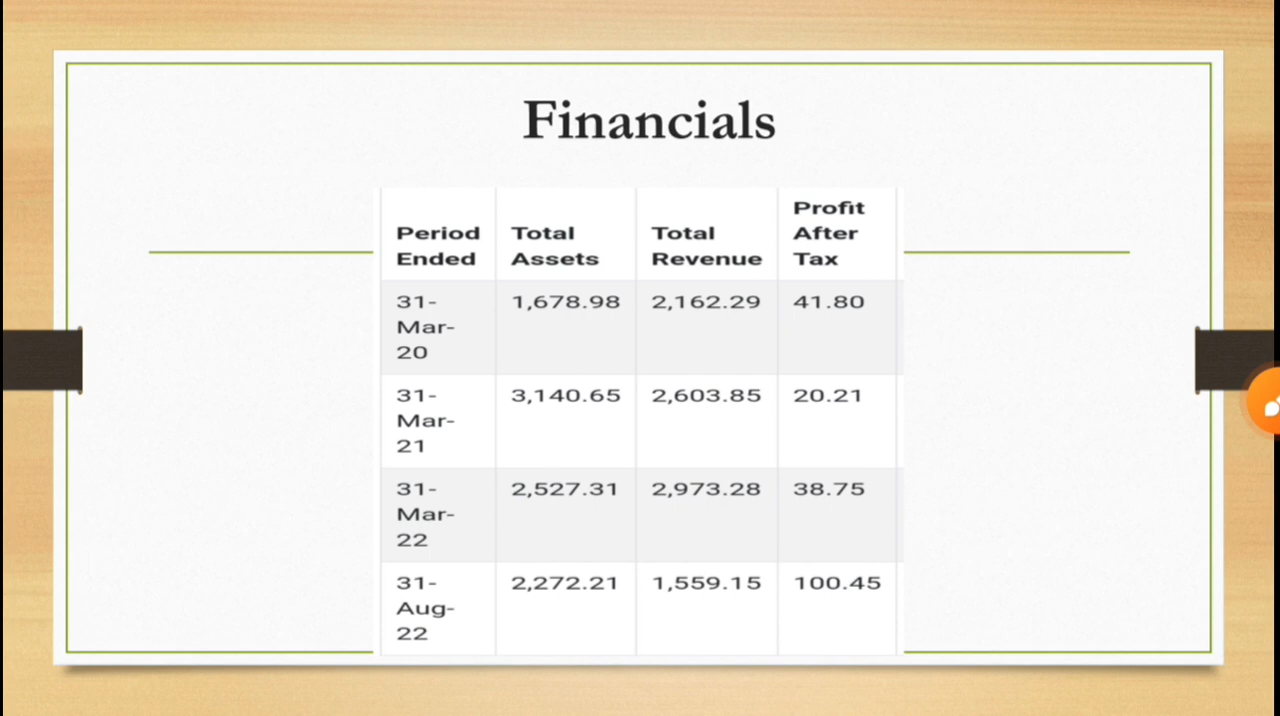 Financials
Period Ended | Total Assets | Total Revenue | Profit After Tax
31-Mar-20 | 1,678.98 | 2,162.29 | 41.80
31-Mar-21 | 3,140.65 | 2,603.85 | 20.21
31-Mar-22 | 2,527.31 | 2,973.28 | 38.75
31-Aug-22 | 2,272.21 | 1,559.15 | 100.45